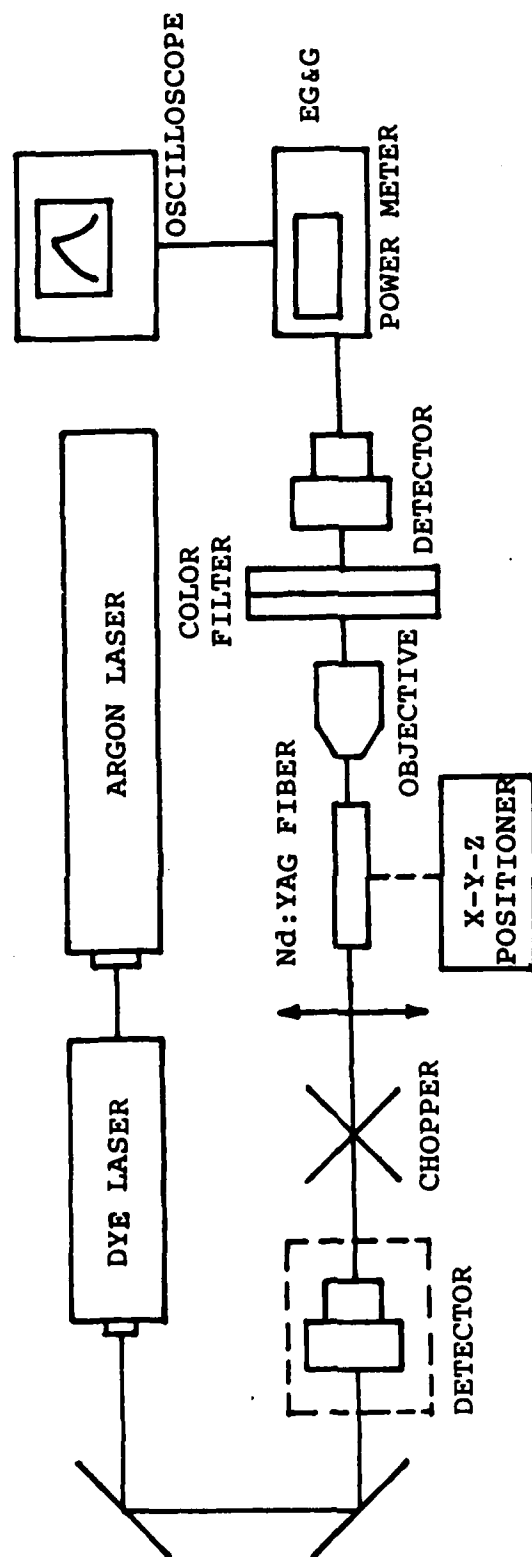 OSCILLOSCOPE
ARGON LASER
DYE LASER
EG&G
POWER METER
COLOR
FILTER
DETECTOR
OBJECTIVE
Nd:YAG FIBER
X-Y-Z
POSITIONER
CHOPPER
DETECTOR